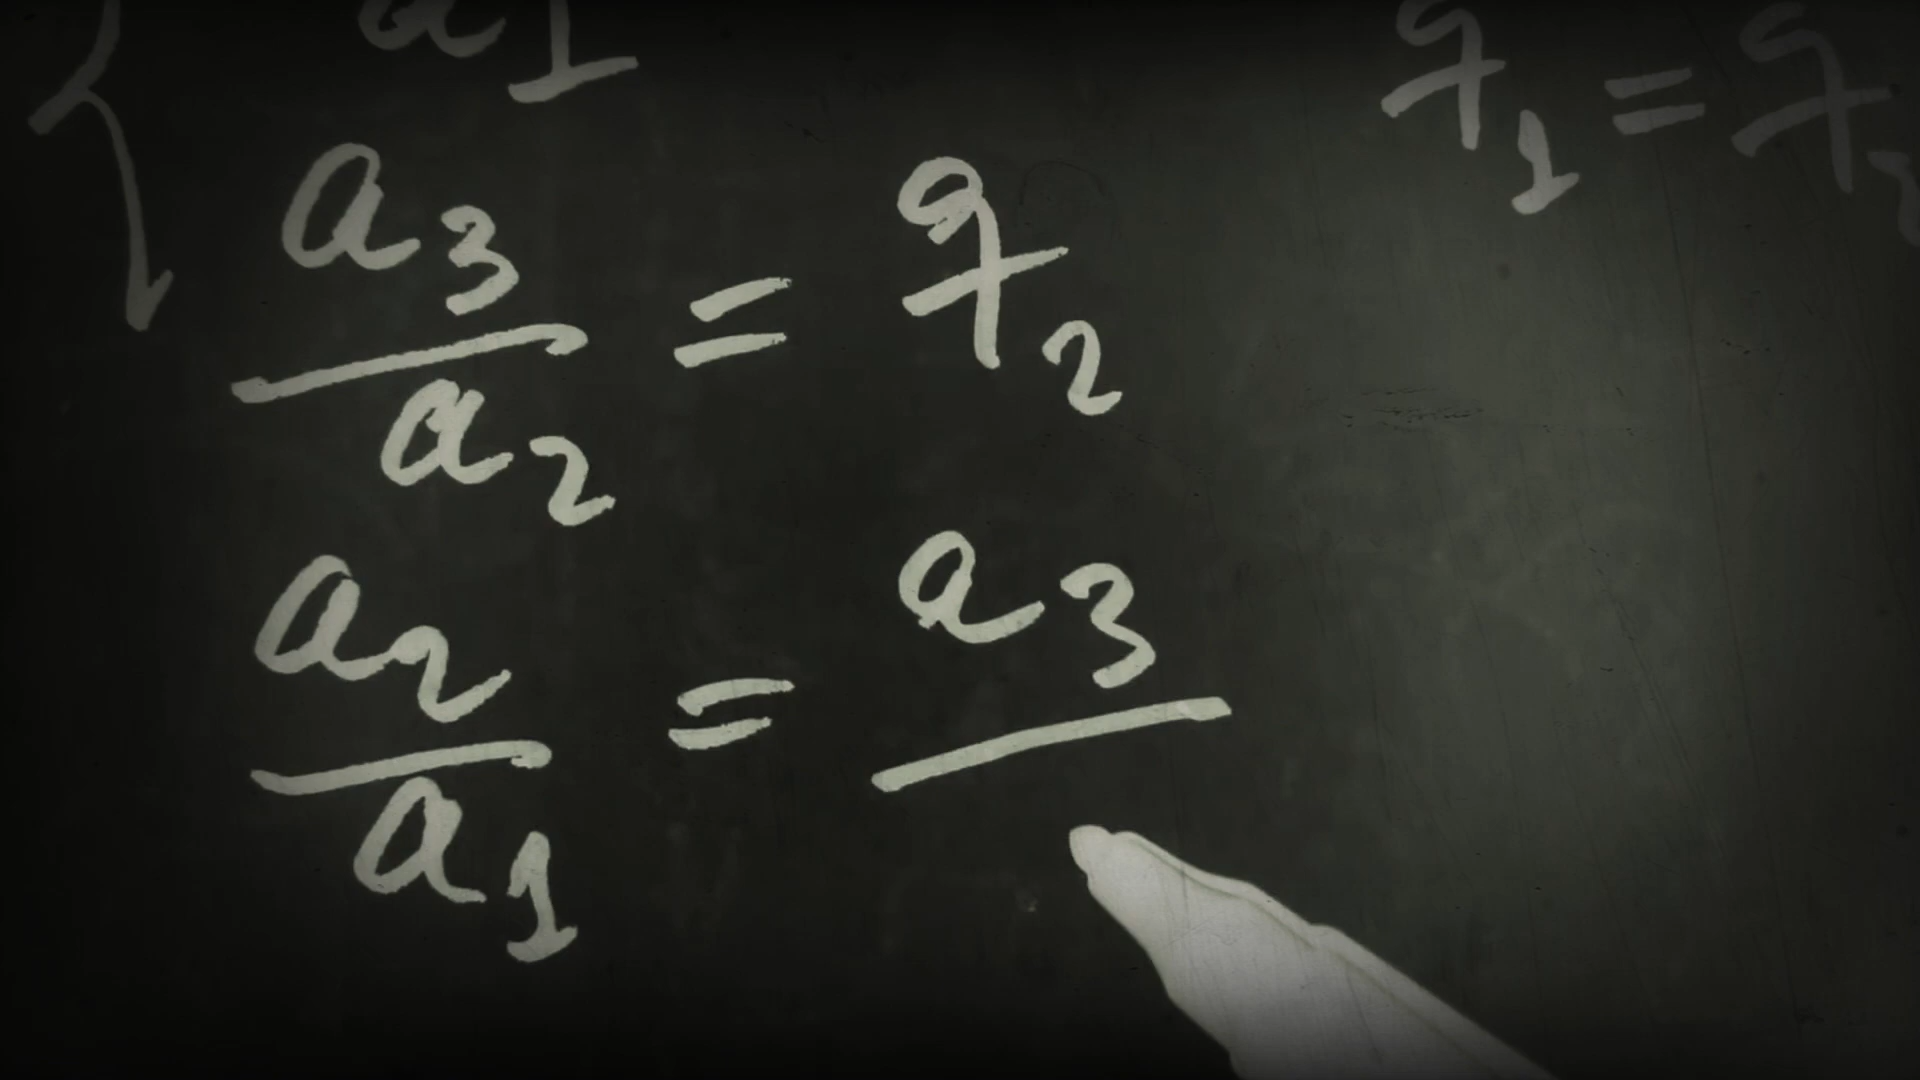 a1
q1 = q2
a3/a2 = q2
a2/a1 = a3/